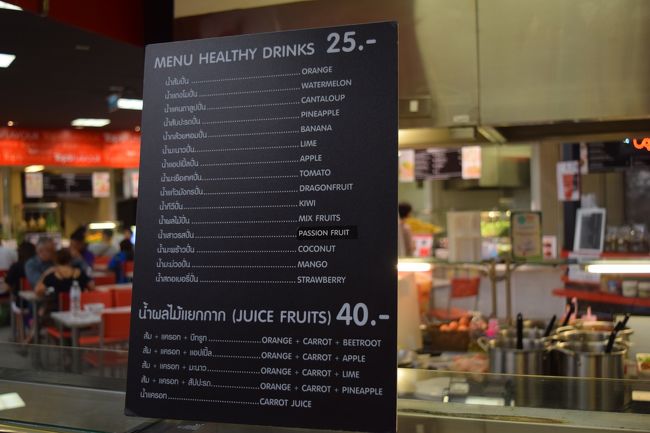 MENU HEALTHY DRINKS 25.-
น้ำส้มปั่น ORANGE
น้ำแตงโมปั่น WATERMELON
น้ำแคนตาลูปปั่น CANTALOUP
น้ำสับปะรดปั่น PINEAPPLE
น้ำกล้วยหอมปั่น BANANA
น้ำมะนาวปั่น LIME
น้ำแอปเปิ้ลปั่น APPLE
น้ำมะเขือเทศปั่น TOMATO
น้ำแก้วมังกรปั่น DRAGONFRUIT
น้ำกีวีปั่น KIWI
น้ำผลไม้ปั่น MIX FRUITS
น้ำเสาวรสปั่น PASSION FRUIT
น้ำมะพร้าวปั่น COCONUT
น้ำมะม่วงปั่น MANGO
น้ำสตอเบอรี่ปั่น STRAWBERRY
น้ำผลไม้แยกกาก (JUICE FRUITS) 40.-
ส้ม + แครอท + บีทรูท ORANGE + CARROT + BEETROOT
ส้ม + แครอท + แอปเปิ้ล ORANGE + CARROT + APPLE
ส้ม + แครอท + มะนาว ORANGE + CARROT + LIME
ส้ม + แครอท + สัปปะรด ORANGE + CARROT + PINEAPPLE
น้ำแครอท CARROT JUICE